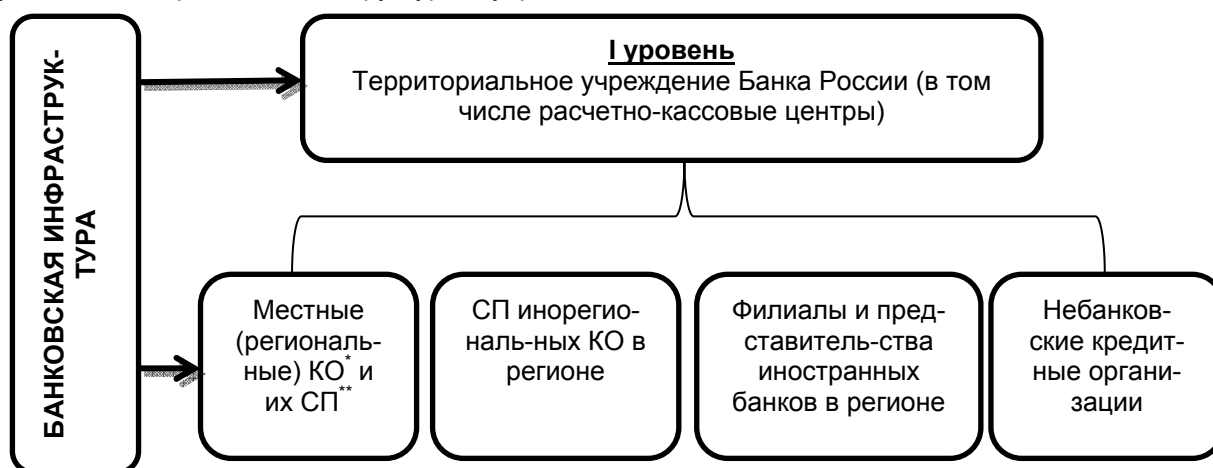 БАНКОВСКАЯ ИНФРАСТРУК-
ТУРА
I уровень
Территориальное учреждение Банка России (в том
числе расчетно-кассовые центры)
Местные
(региональ-
ные) КО* и
их СП**
СП инорегио-
наль-ных КО в
регионе
Филиалы и пред-
ставитель-ства
иностранных
банков в регионе
Небанков-
ские кредит-
ные органи-
зации